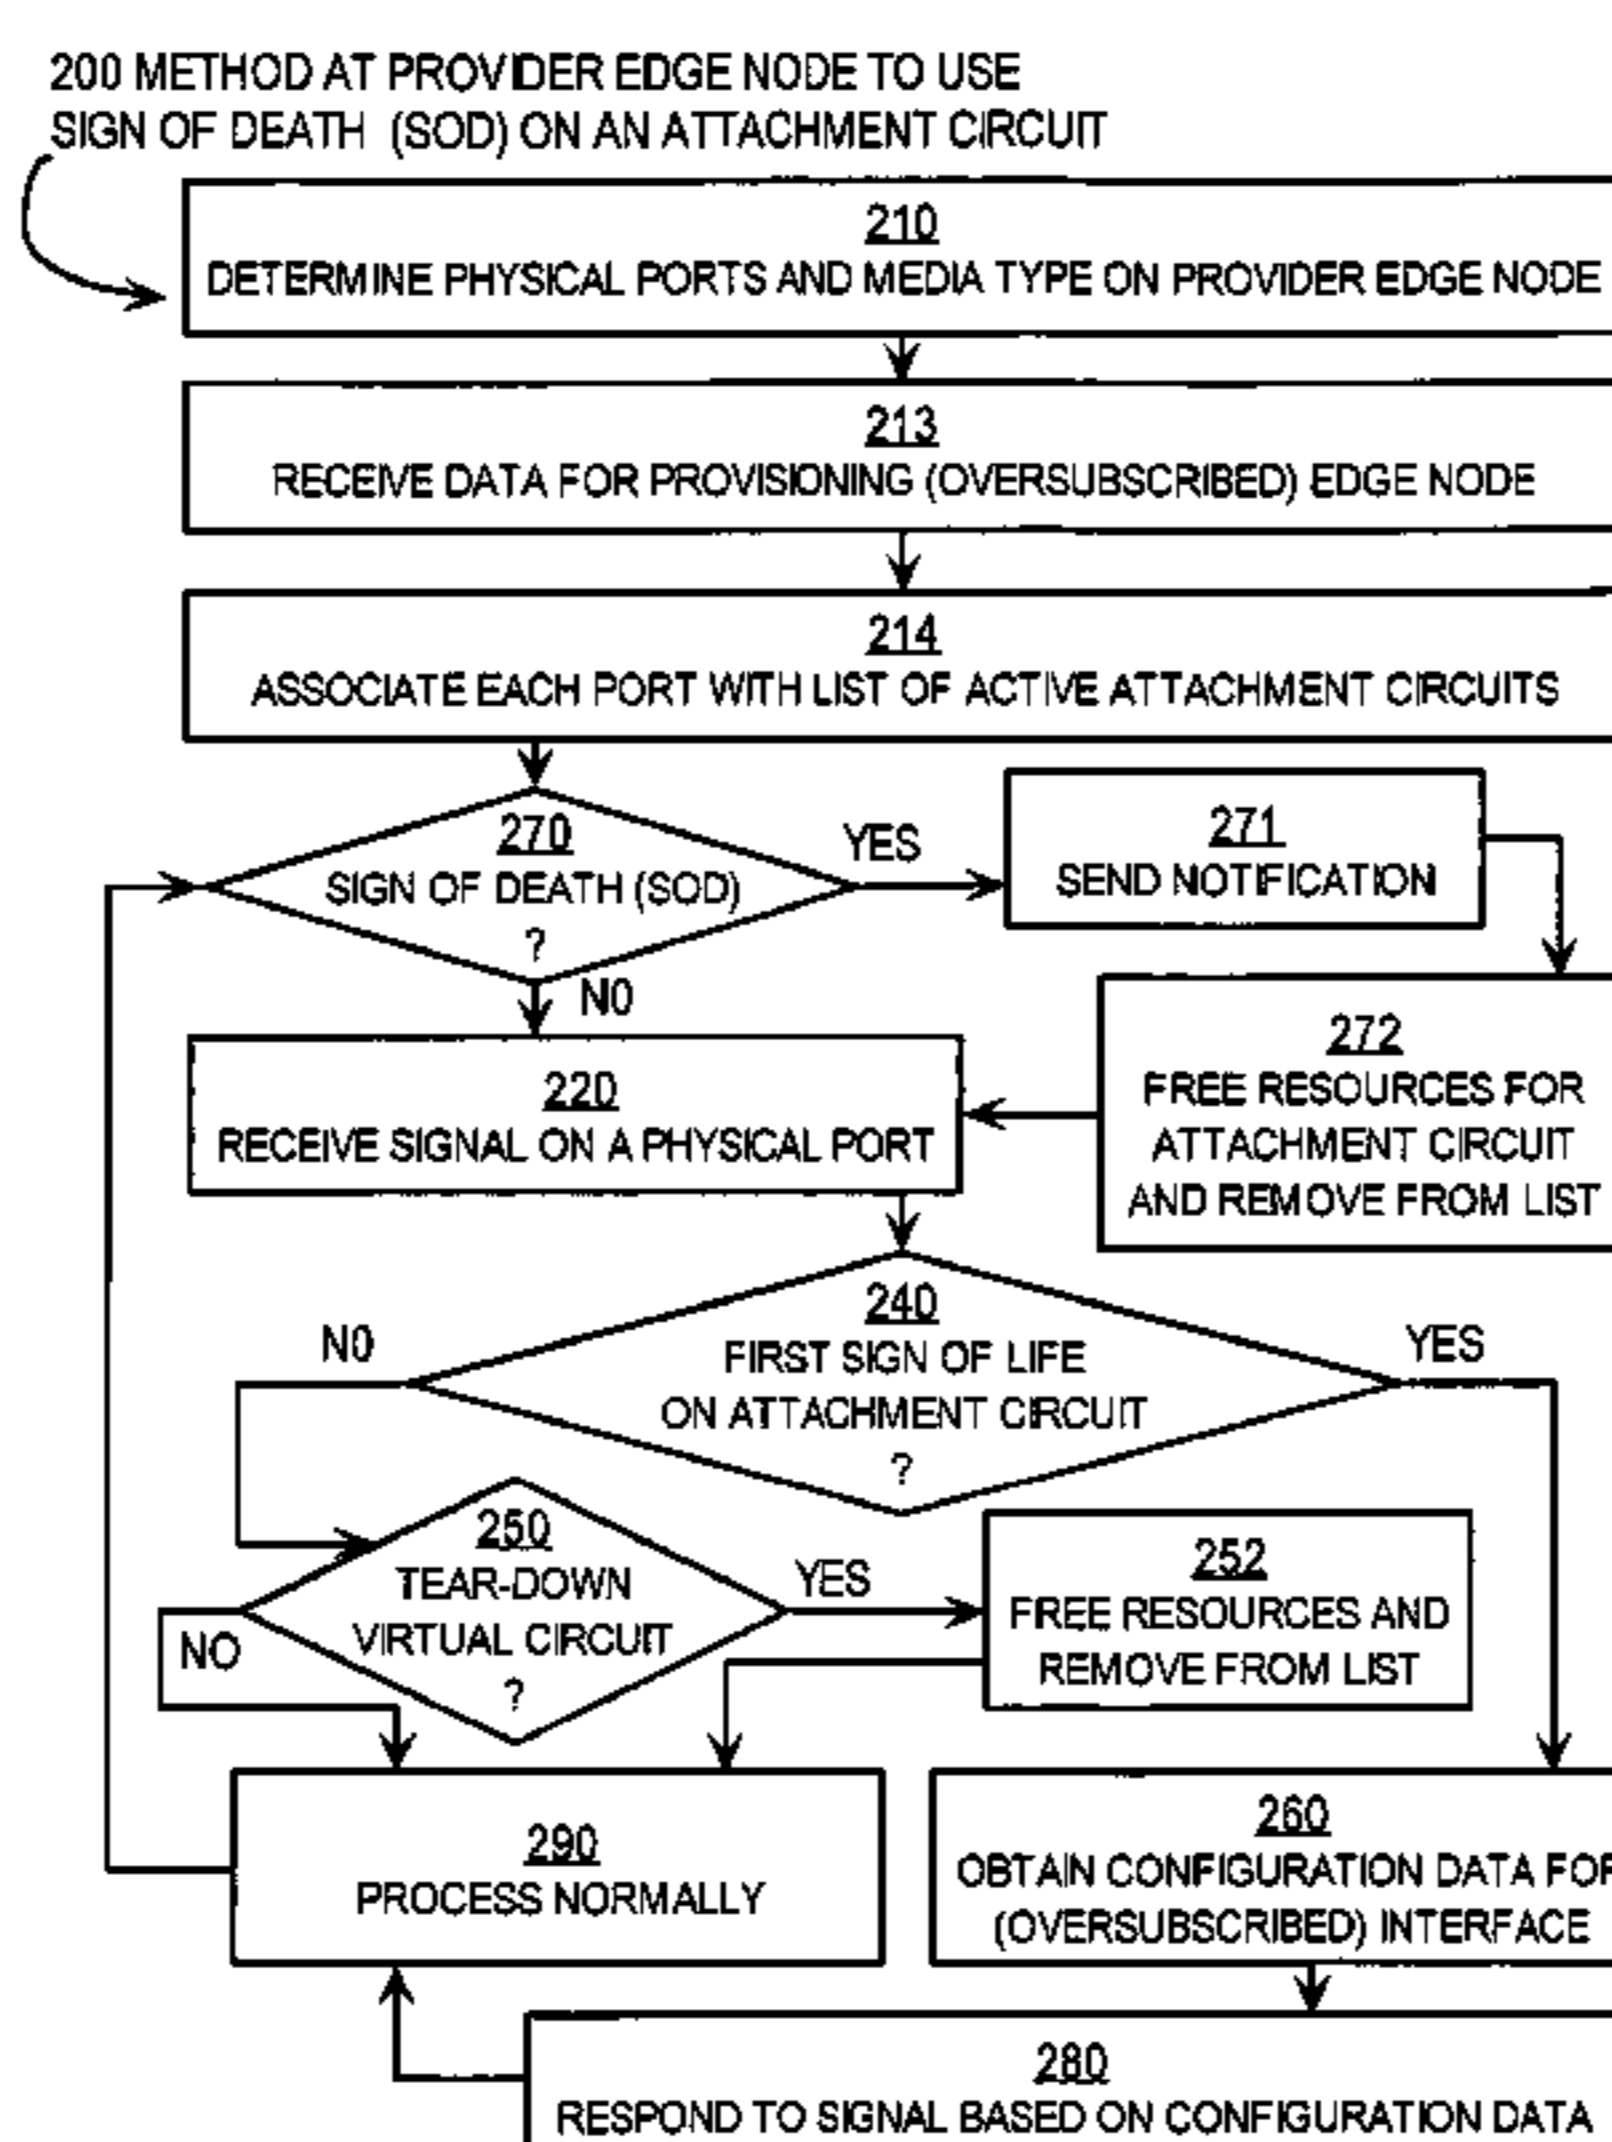 200 METHOD AT PROVIDER EDGE NODE TO USE
SIGN OF DEATH (SOD) ON AN ATTACHMENT CIRCUIT
210
DETERMINE PHYSICAL PORTS AND MEDIA TYPE ON PROVIDER EDGE NODE
213
RECEIVE DATA FOR PROVISIONING (OVERSUBSCRIBED) EDGE NODE
214
ASSOCIATE EACH PORT WITH LIST OF ACTIVE ATTACHMENT CIRCUITS
270
SIGN OF DEATH (SOD)
?
YES
NO
271
SEND NOTIFICATION
272
FREE RESOURCES FOR
ATTACHMENT CIRCUIT
AND REMOVE FROM LIST
220
RECEIVE SIGNAL ON A PHYSICAL PORT
240
FIRST SIGN OF LIFE
ON ATTACHMENT CIRCUIT
?
NO
YES
250
TEAR-DOWN
VIRTUAL CIRCUIT
?
YES
NO
252
FREE RESOURCES AND
REMOVE FROM LIST
290
PROCESS NORMALLY
260
OBTAIN CONFIGURATION DATA FOR
(OVERSUBSCRIBED) INTERFACE
280
RESPOND TO SIGNAL BASED ON CONFIGURATION DATA